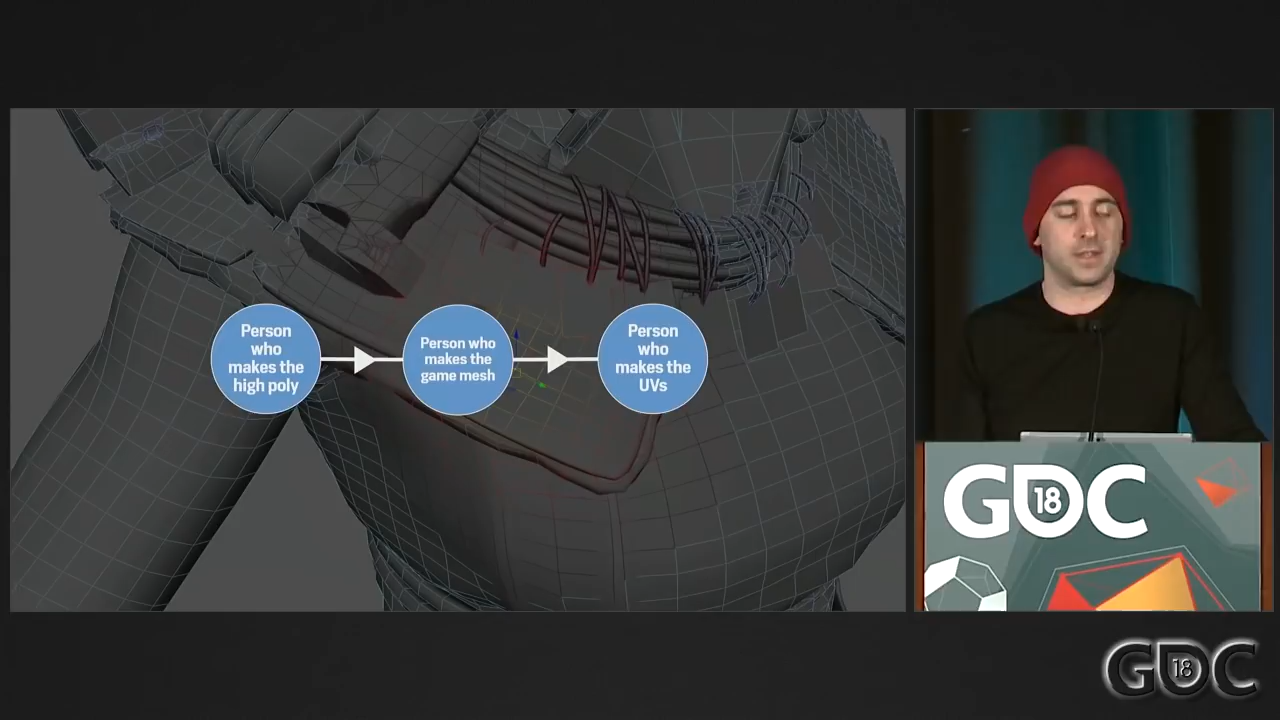 Person
who
makes the
high poly
Person who
makes the
game mesh
Person
who
makes the
UVs
GDC
18
GDC
18